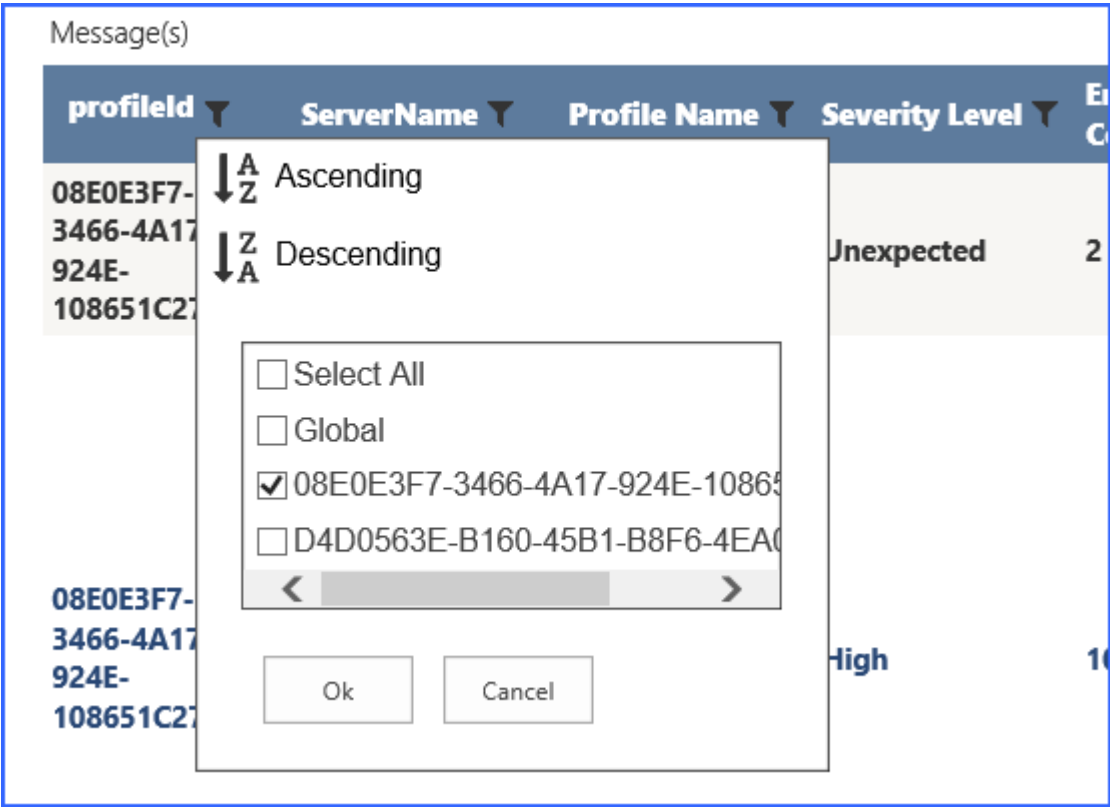 Message(s)
profileId ServerName Profile Name Severity Level
Ascending
Descending
08E0E3F7-
3466-4A17
924E-
108651C27
Unexpected 2
Select All
Global
08E0E3F7-3466-4A17-924E-10865
D4D0563E-B160-45B1-B8F6-4EA0
08E0E3F7-
3466-4A17
924E-
108651C27
High
Ok Cancel